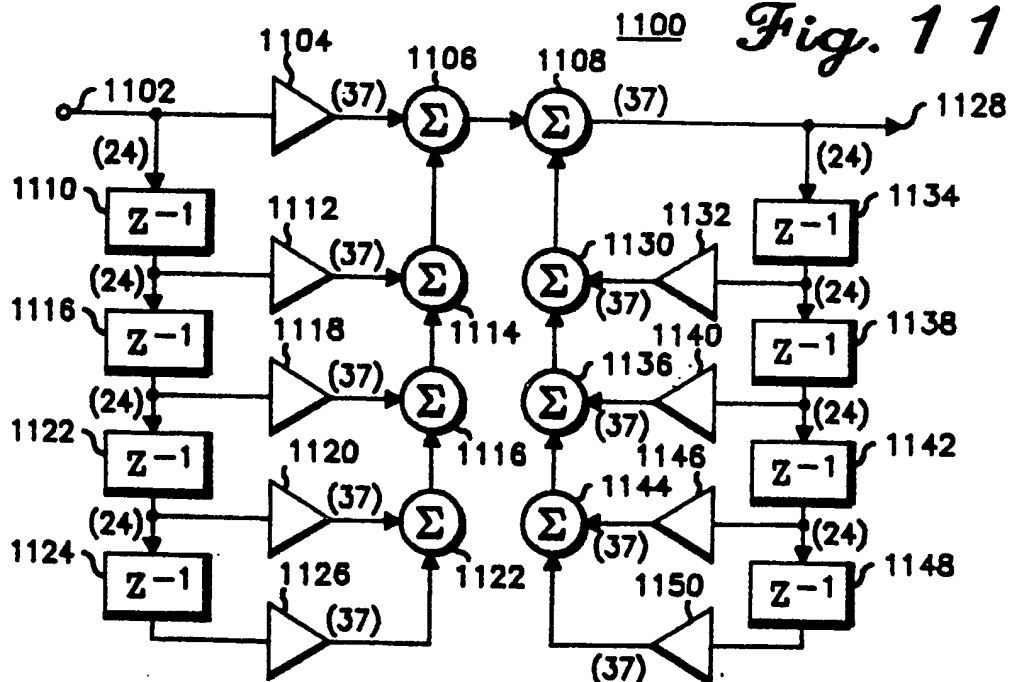 1100 Fig. 11
1104 1106 1108
1102 (37) Σ Σ (37) 1128
(24) (24)
1110 Z⁻¹ 1112 1132 Z⁻¹ 1134
(24) (37) Σ 1114 1130 Σ (37) (24)
1116 Z⁻¹ 1118 1140 Z⁻¹ 1138
(24) (37) Σ 1116 1136 Σ (37) (24)
1122 Z⁻¹ 1120 1146 Z⁻¹ 1142
(24) (37) Σ 1122 1144 Σ (37) (24)
1124 Z⁻¹ 1126 1150 Z⁻¹ 1148
(37) (37)